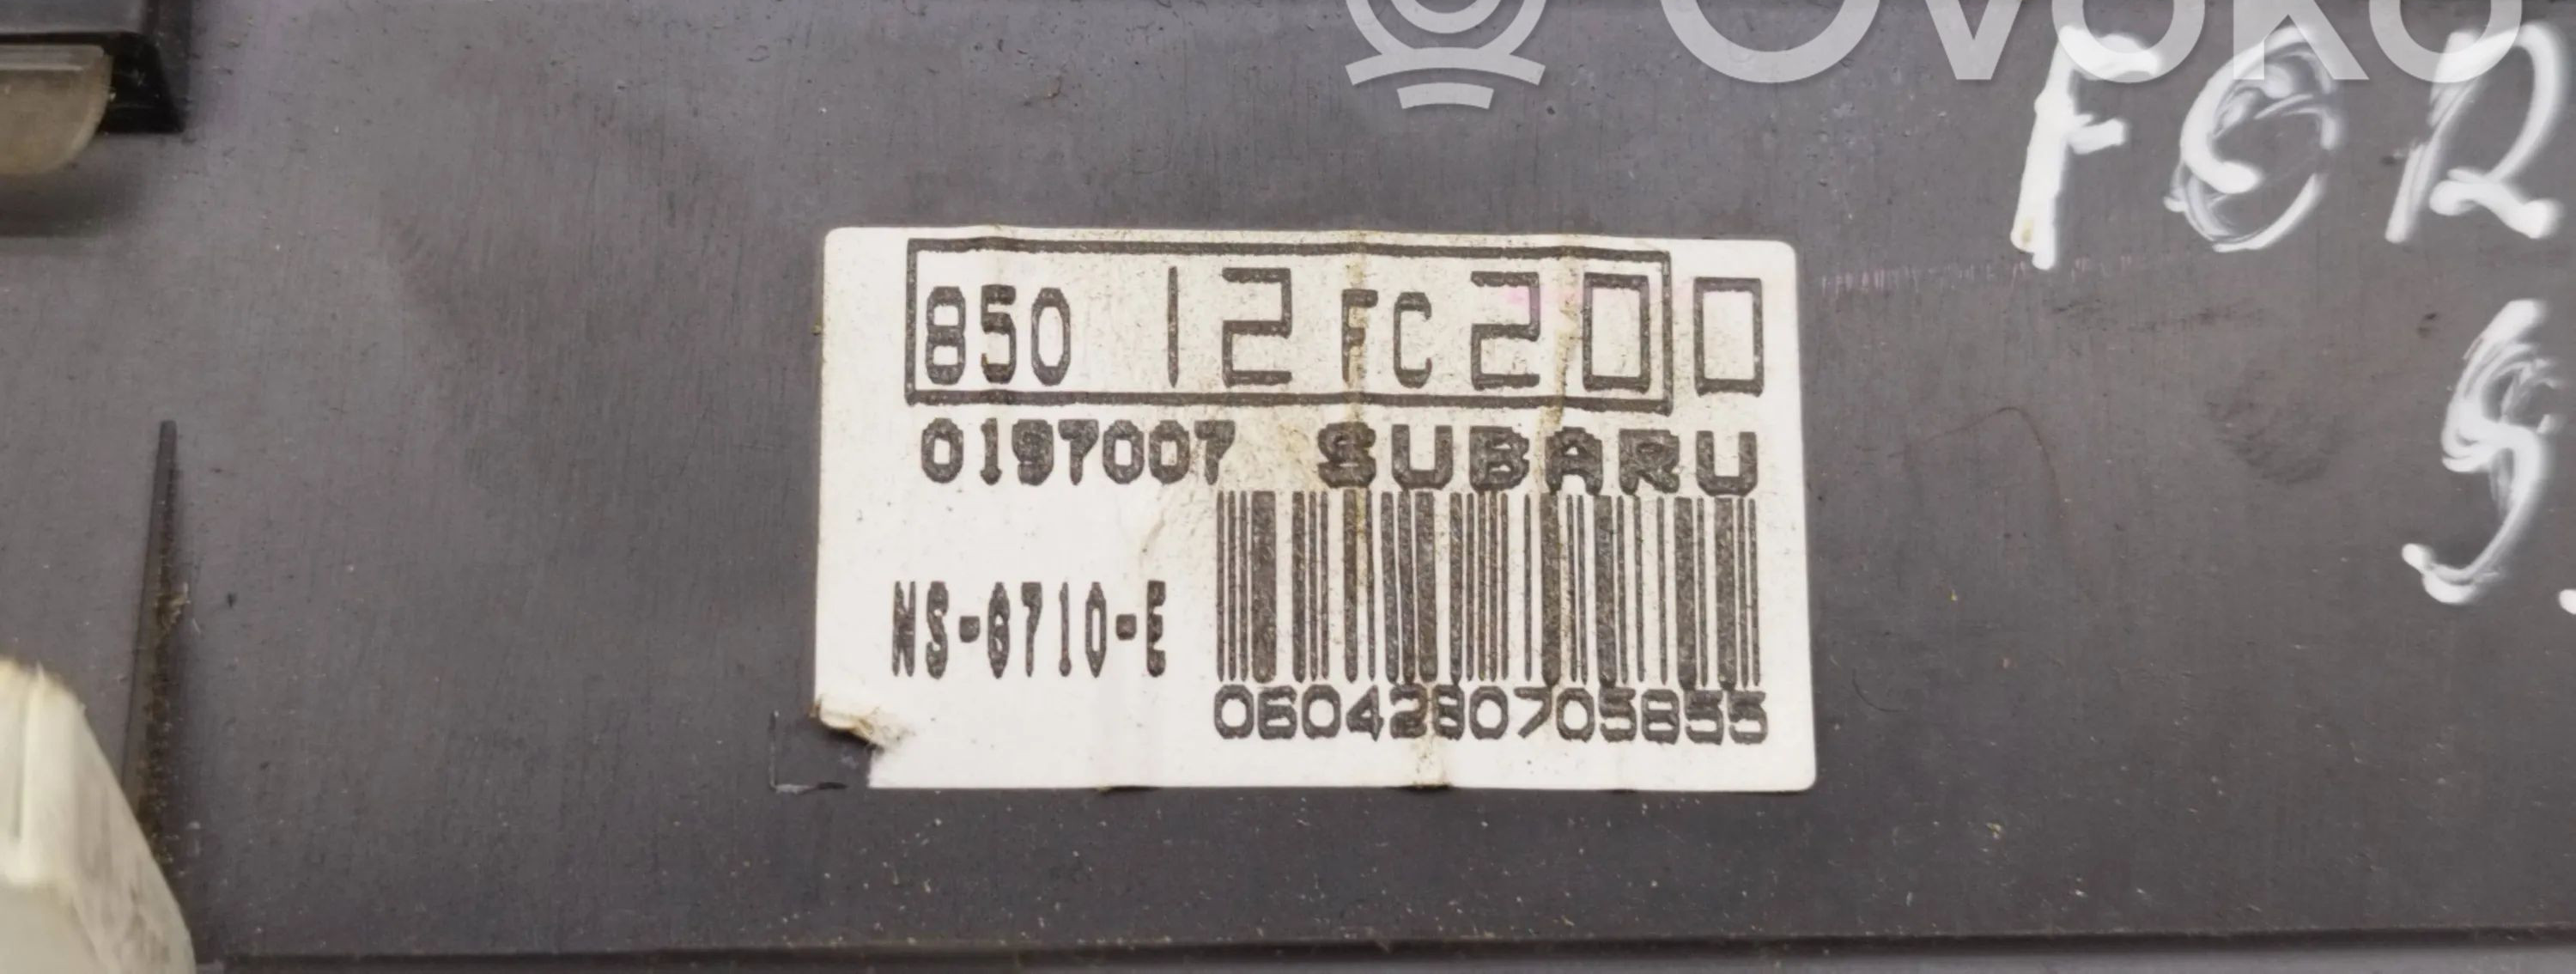 Ovoko
FOR
850 12 FC 200
0197007 SUBARU
NS-6710-E
0604280705855